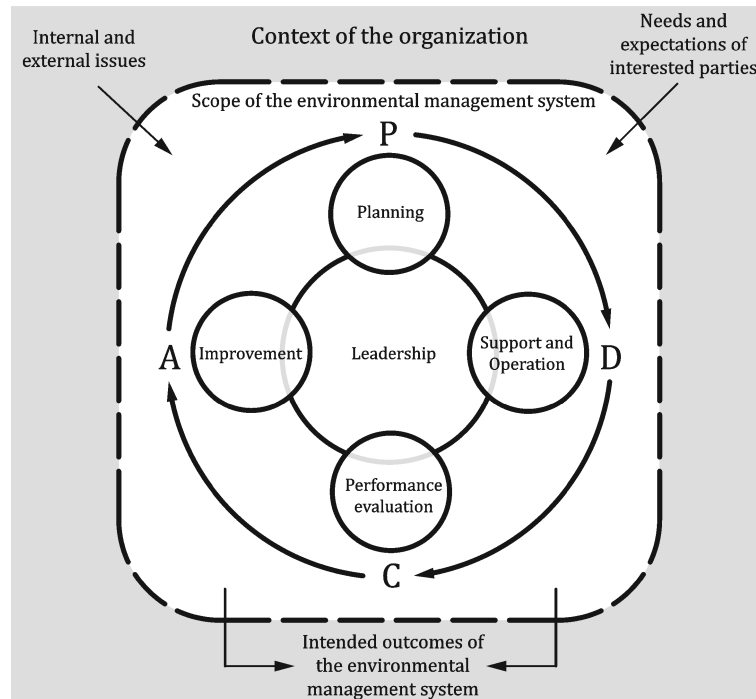 Internal and
external issues
Context of the organization
Needs and
expectations of
interested parties
Scope of the environmental management system
P
Planning
A
Improvement
Leadership
Support and
Operation
D
Performance
evaluation
C
Intended outcomes of
the environmental
management system